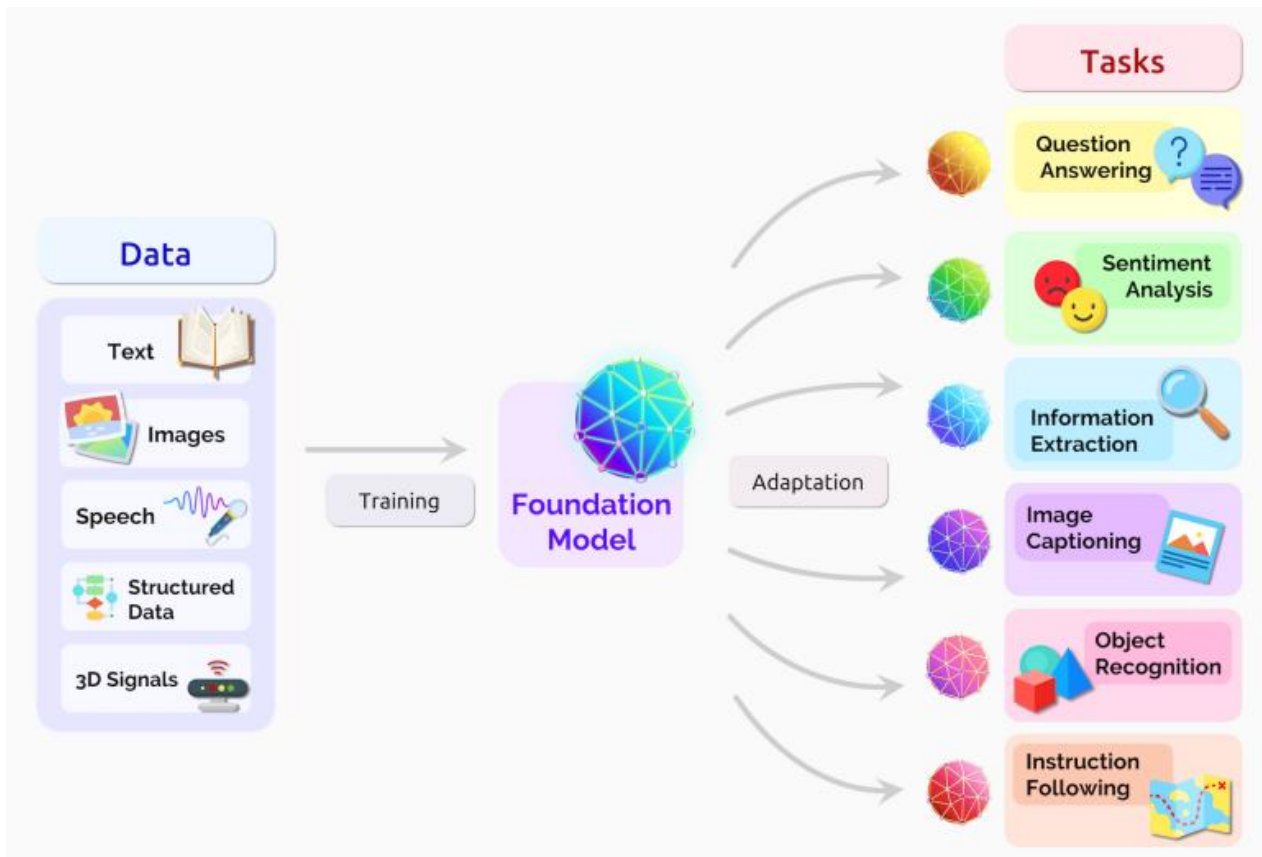 Data
Text
Images
Speech
Structured
Data
3D Signals
Training
Foundation
Model
Adaptation
Tasks
Question
Answering
?
Sentiment
Analysis
Information
Extraction
Image
Captioning
Object
Recognition
Instruction
Following